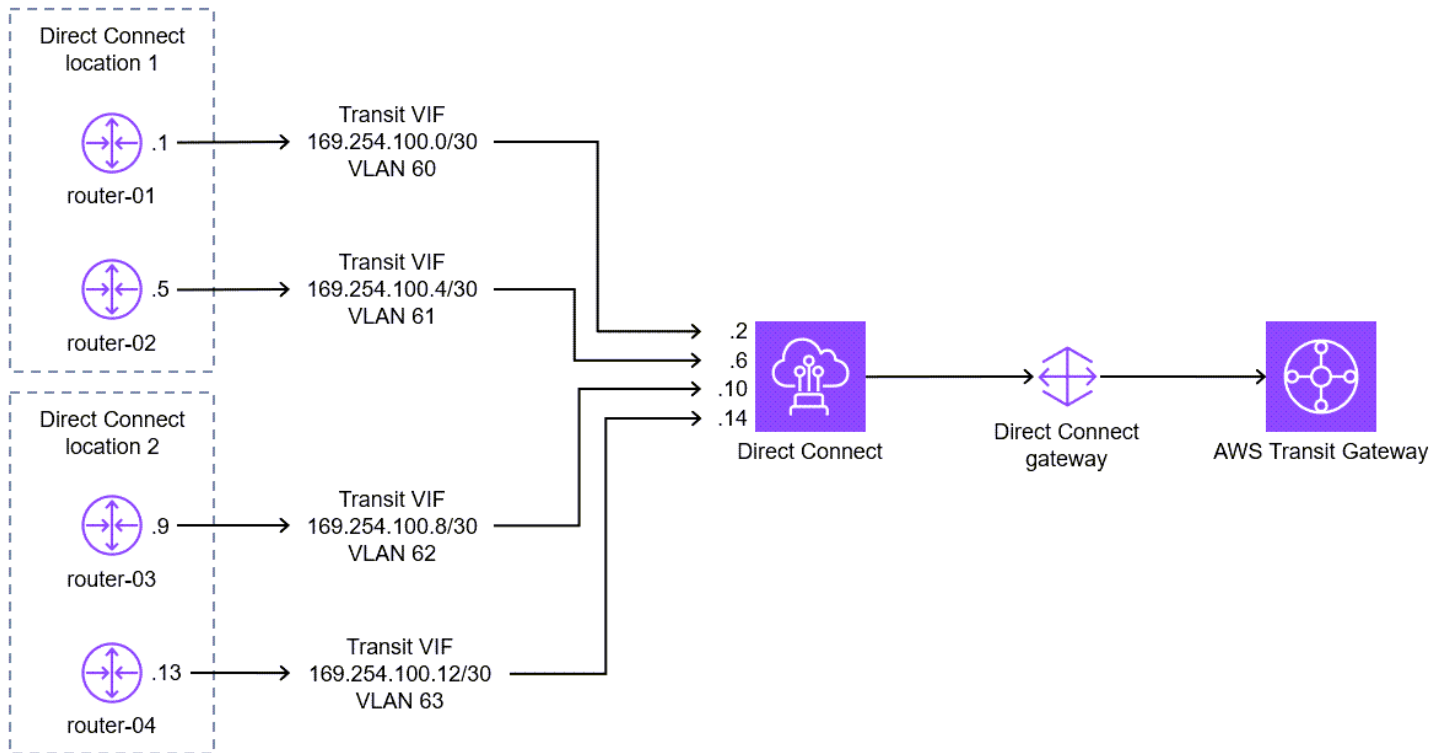 Direct Connect
location 1
.1
router-01
.5
router-02
Transit VIF
169.254.100.0/30
VLAN 60
Transit VIF
169.254.100.4/30
VLAN 61
Direct Connect
location 2
.9
router-03
.13
router-04
Transit VIF
169.254.100.8/30
VLAN 62
Transit VIF
169.254.100.12/30
VLAN 63
.2
.6
.10
.14
Direct Connect
Direct Connect
gateway
AWS Transit Gateway